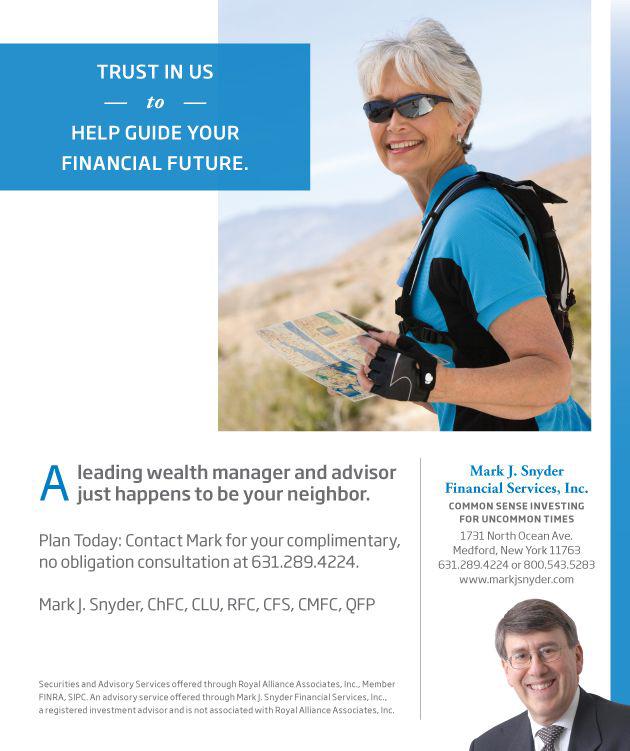 TRUST IN US
— to —
HELP GUIDE YOUR
FINANCIAL FUTURE.
A leading wealth manager and advisor
just happens to be your neighbor.
Plan Today: Contact Mark for your complimentary,
no obligation consultation at 631.289.4224.
Mark J. Snyder, ChFC, CLU, RFC, CFS, CMFC, QFP
Securities and Advisory Services offered through Royal Alliance Associates, Inc., Member
FINRA, SIPC. An advisory service offered through Mark J. Snyder Financial Services, Inc.,
a registered investment advisor and is not associated with Royal Alliance Associates, Inc.
Mark J. Snyder
Financial Services, Inc.
COMMON SENSE INVESTING
FOR UNCOMMON TIMES
1731 North Ocean Ave.
Medford, New York 11763
631.289.4224 or 800.543.5283
www.markjsnyder.com